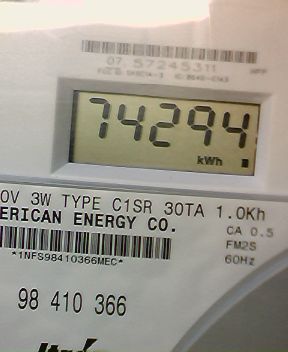 07 57245311
74294
kWh
0V 3W TYPE C1SR 30TA 1.0Kh
ERICAN ENERGY CO.
CA 0.5
FM2S
*1NFS98410366MEC*
60Hz
98 410 366